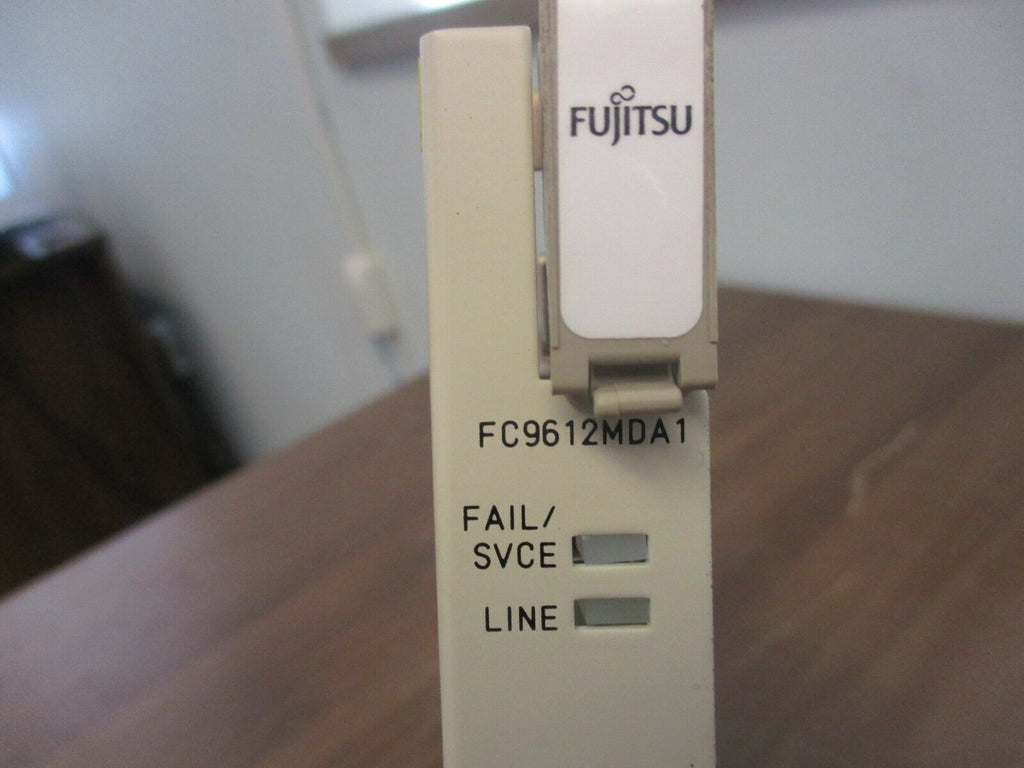 FUJITSU
FC9612MDA1
FAIL/
SVCE
LINE